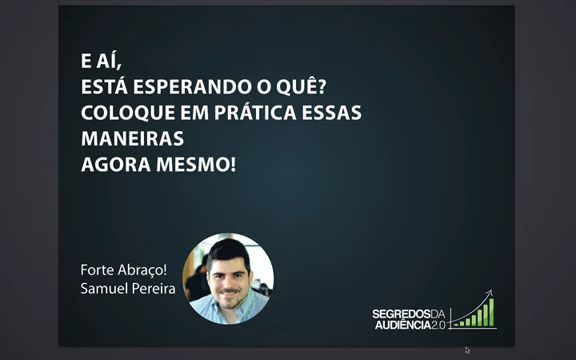 E AÍ,
ESTÁ ESPERANDO O QUÊ?
COLOQUE EM PRÁTICA ESSAS
MANEIRAS
AGORA MESMO!
Forte Abraço!
Samuel Pereira
SEGREDOSDA
AUDIÊNCIA2.0